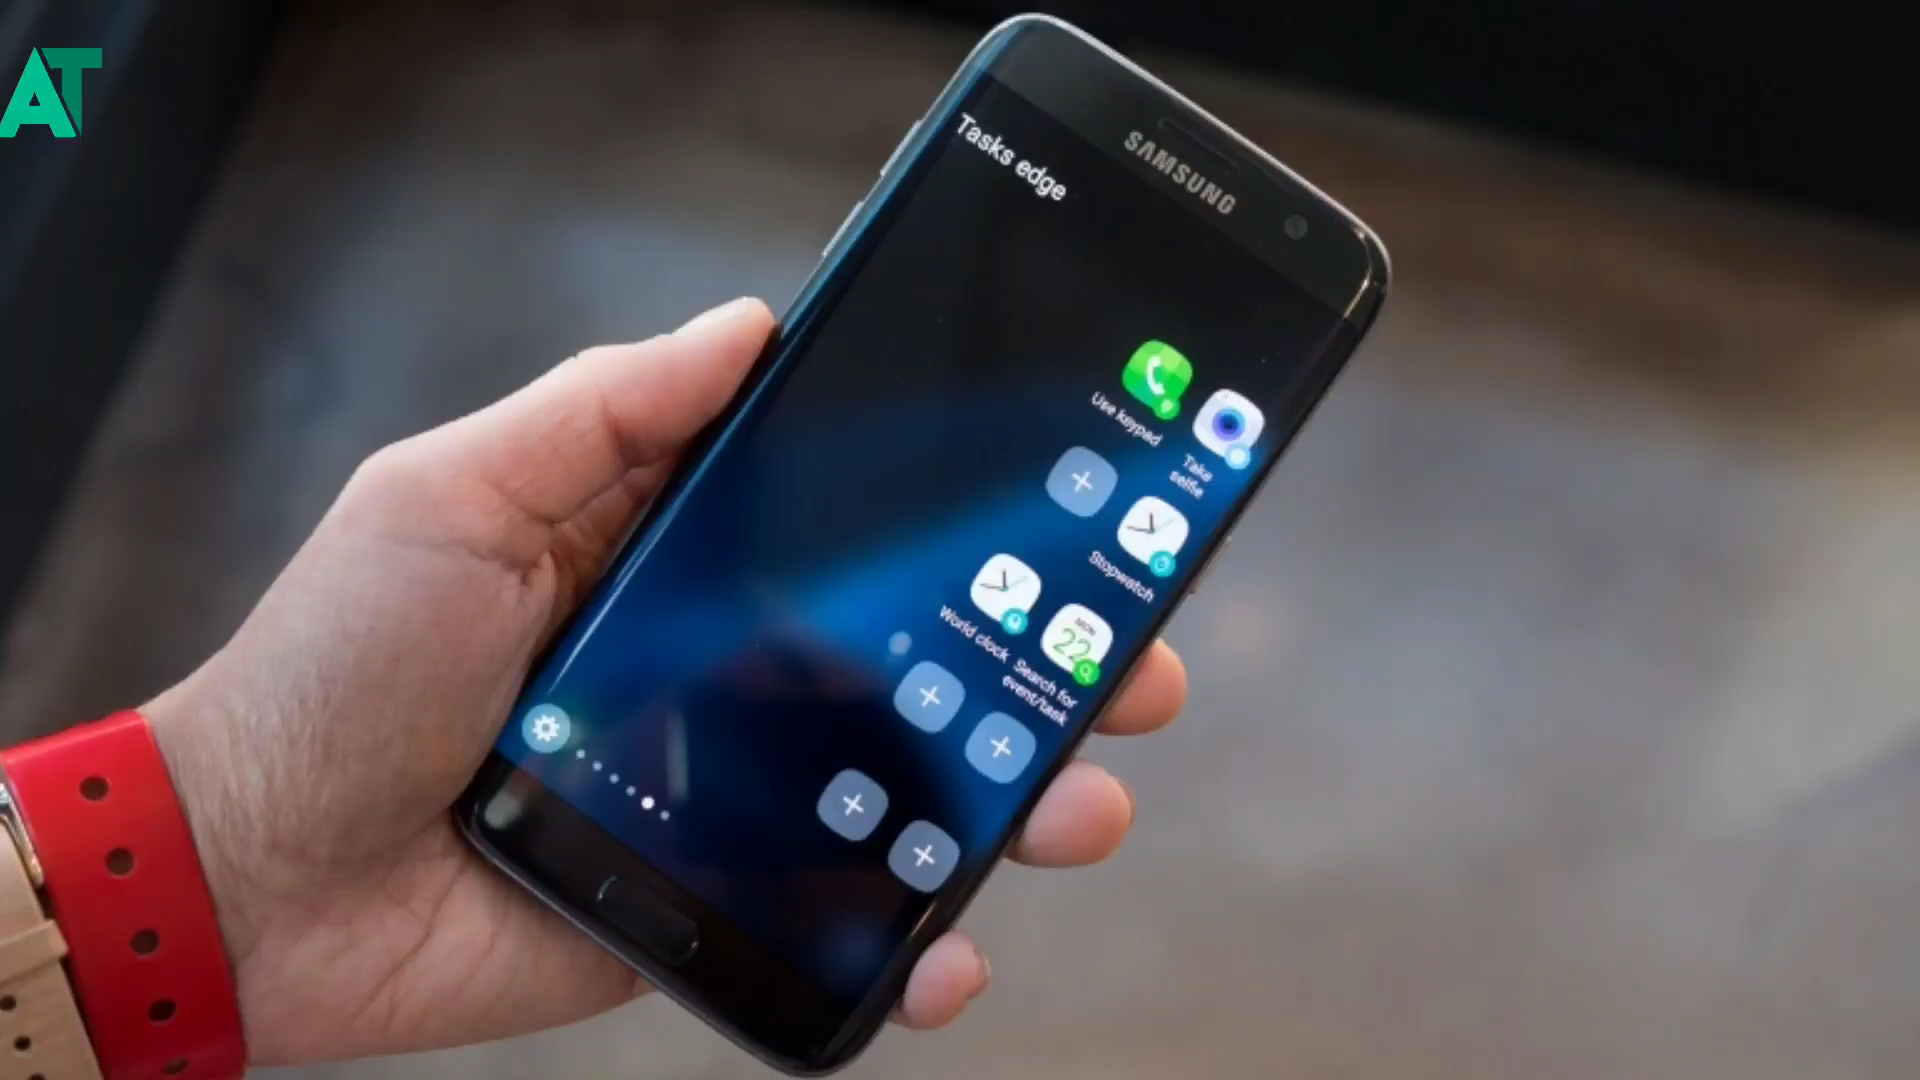 AT
SAMSUNG
Tasks edge
Use keypad
Take
selfie
Stopwatch
World clock
MON
22
Search for
event/task